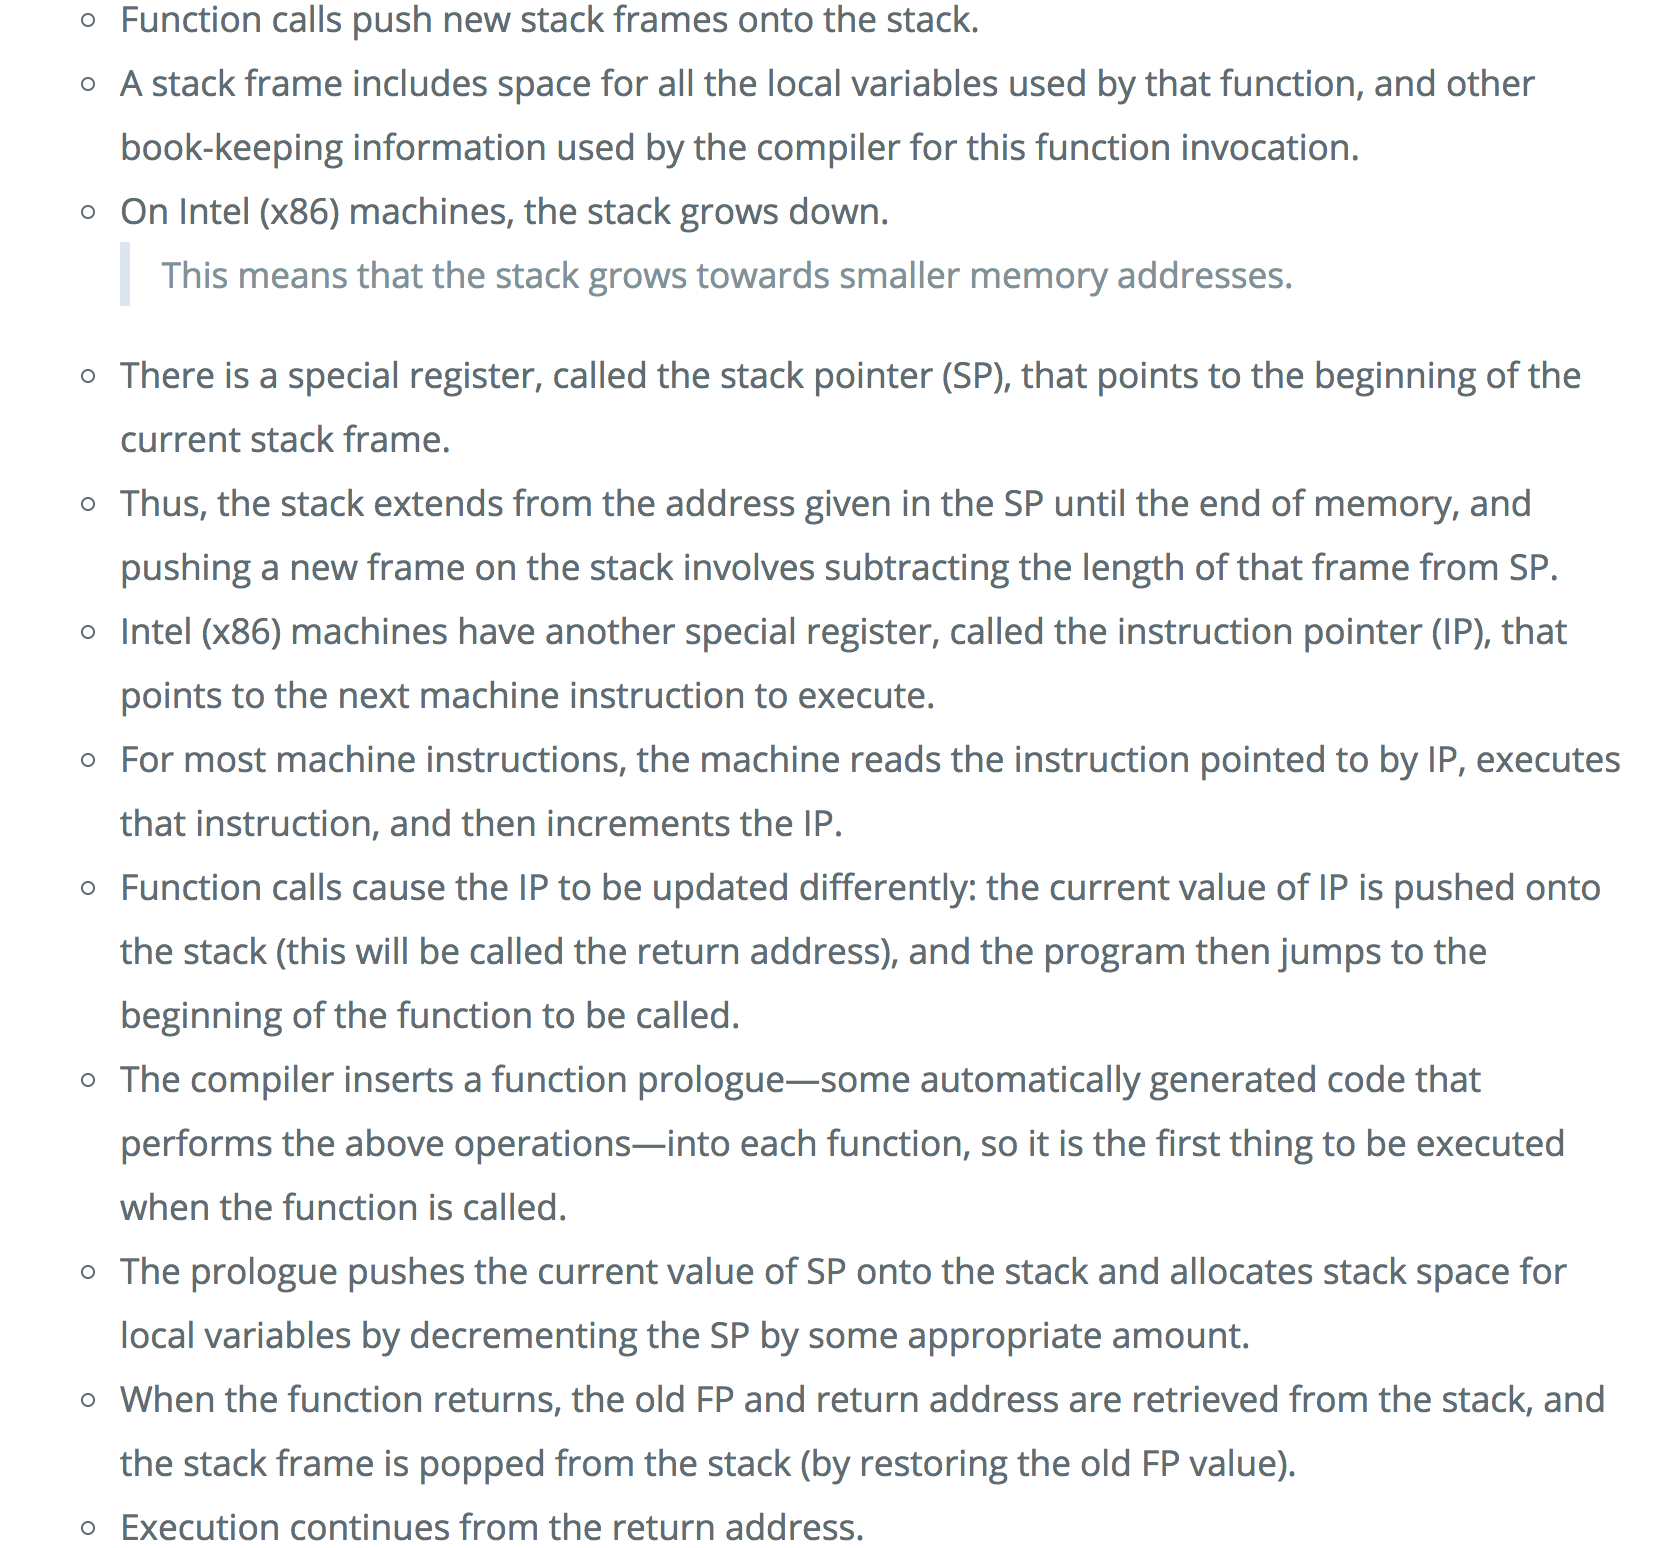 Function calls push new stack frames onto the stack.
A stack frame includes space for all the local variables used by that function, and other
book-keeping information used by the compiler for this function invocation.
On Intel (x86) machines, the stack grows down.
This means that the stack grows towards smaller memory addresses.
There is a special register, called the stack pointer (SP), that points to the beginning of the
current stack frame.
Thus, the stack extends from the address given in the SP until the end of memory, and
pushing a new frame on the stack involves subtracting the length of that frame from SP.
Intel (x86) machines have another special register, called the instruction pointer (IP), that
points to the next machine instruction to execute.
For most machine instructions, the machine reads the instruction pointed to by IP, executes
that instruction, and then increments the IP.
Function calls cause the IP to be updated differently: the current value of IP is pushed onto
the stack (this will be called the return address), and the program then jumps to the
beginning of the function to be called.
The compiler inserts a function prologue—some automatically generated code that
performs the above operations—into each function, so it is the first thing to be executed
when the function is called.
The prologue pushes the current value of SP onto the stack and allocates stack space for
local variables by decrementing the SP by some appropriate amount.
When the function returns, the old FP and return address are retrieved from the stack, and
the stack frame is popped from the stack (by restoring the old FP value).
Execution continues from the return address.